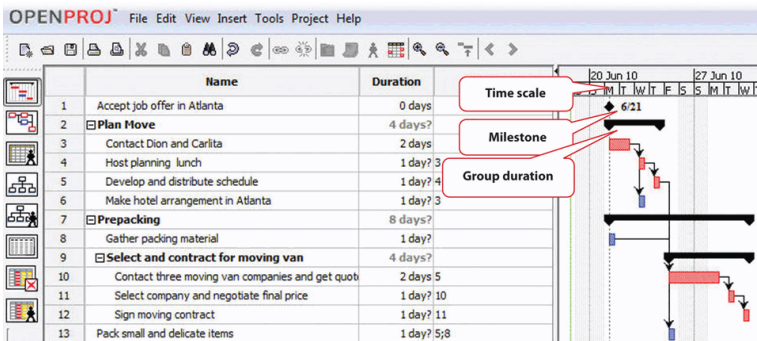 OPENPROJ™ File Edit View Insert Tools Project Help
Name Duration
20 Jun 10 27 Jun 10
S M T W T F S S M T W
1 Accept job offer in Atlanta 0 days
2 Plan Move 4 days?
3 Contact Dion and Carlita 2 days
4 Host planning lunch 1 day? 3
5 Develop and distribute schedule 1 day? 4
6 Make hotel arrangement in Atlanta 1 day? 3
7 Prepacking 8 days?
8 Gather packing material 1 day?
9 Select and contract for moving van 4 days?
10 Contact three moving van companies and get quot 2 days 5
11 Select company and negotiate final price 1 day? 10
12 Sign moving contract 1 day? 11
13 Pack small and delicate items 1 day? 5;8
Time scale
6/21
Milestone
Group duration